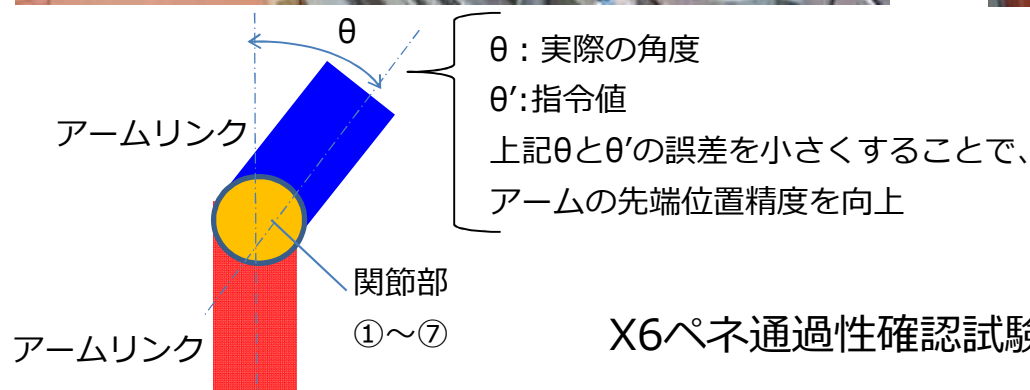 θ
θ：実際の角度
θ′:指令値
上記θとθ′の誤差を小さくすることで、
アームの先端位置精度を向上
アームリンク
関節部
①～⑦
アームリンク
X6ペネ通過性確認試験